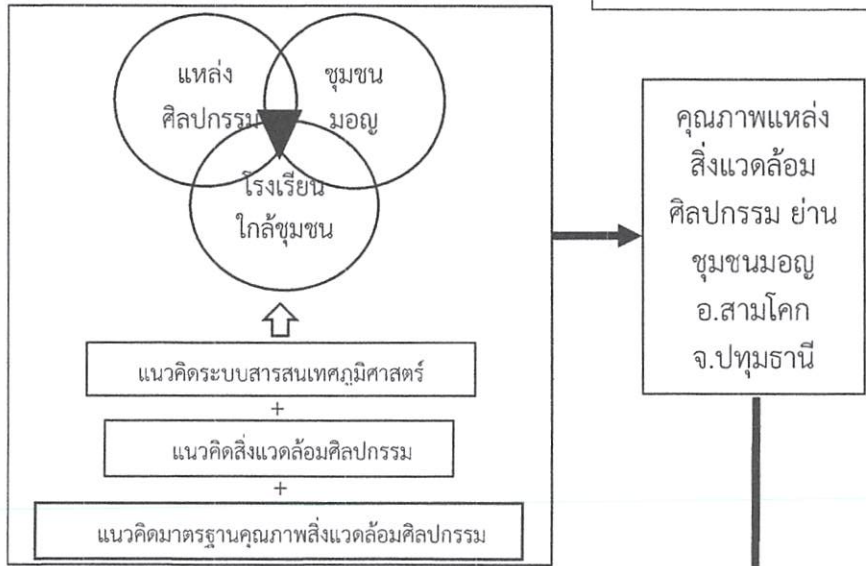 แหล่ง
ศิลปกรรม
ชุมชน
มอญ
โรงเรียน
ใกล้ชุมชน
แนวคิดระบบสารสนเทศภูมิศาสตร์
+
แนวคิดสิ่งแวดล้อมศิลปกรรม
+
แนวคิดมาตรฐานคุณภาพสิ่งแวดล้อมศิลปกรรม
คุณภาพแหล่ง
สิ่งแวดล้อม
ศิลปกรรม ย่าน
ชุมชนมอญ
อ.สามโคก
จ.ปทุมธานี